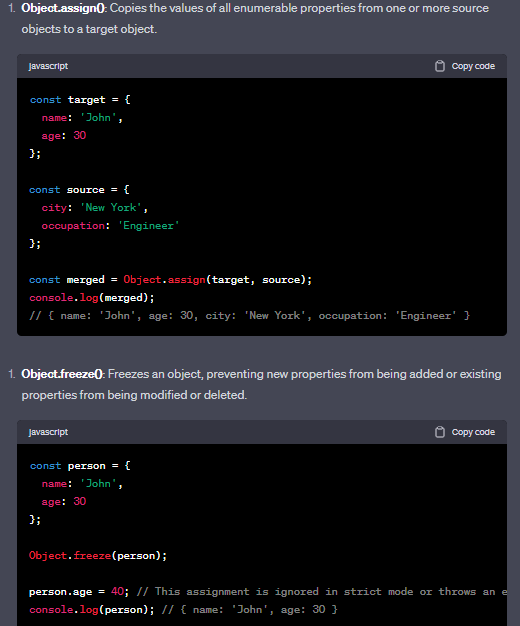 1. Object.assign(): Copies the values of all enumerable properties from one or more source
objects to a target object.
javascript Copy code
const target = {
  name: 'John',
  age: 30
};
const source = {
  city: 'New York',
  occupation: 'Engineer'
};
const merged = Object.assign(target, source);
console.log(merged);
// { name: 'John', age: 30, city: 'New York', occupation: 'Engineer' }
1. Object.freeze(): Freezes an object, preventing new properties from being added or existing
properties from being modified or deleted.
javascript Copy code
const person = {
  name: 'John',
  age: 30
};
Object.freeze(person);
person.age = 40; // This assignment is ignored in strict mode or throws an e
console.log(person); // { name: 'John', age: 30 }